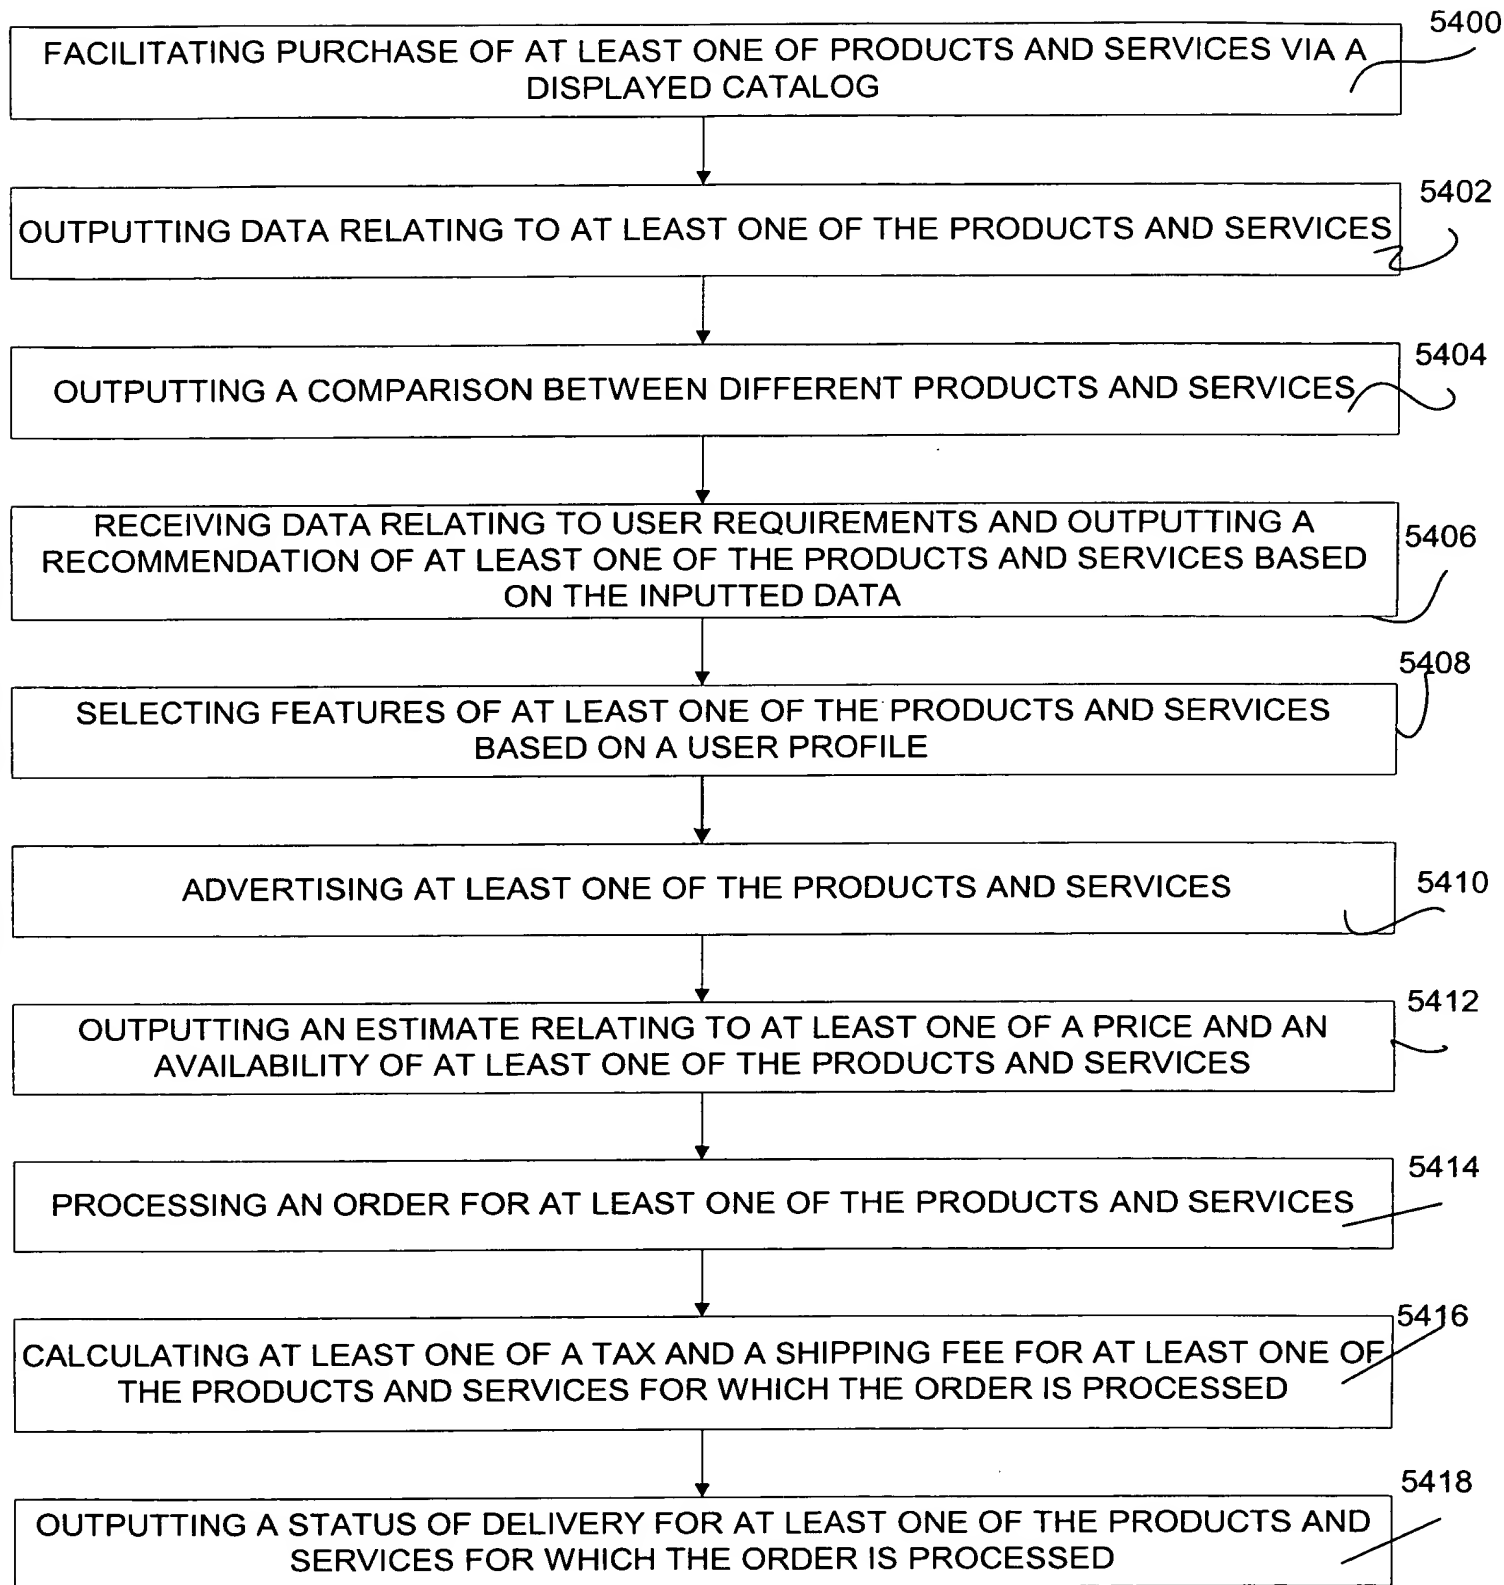 5400
FACILITATING PURCHASE OF AT LEAST ONE OF PRODUCTS AND SERVICES VIA A
DISPLAYED CATALOG
5402
OUTPUTTING DATA RELATING TO AT LEAST ONE OF THE PRODUCTS AND SERVICES
5404
OUTPUTTING A COMPARISON BETWEEN DIFFERENT PRODUCTS AND SERVICES
RECEIVING DATA RELATING TO USER REQUIREMENTS AND OUTPUTTING A
5406
RECOMMENDATION OF AT LEAST ONE OF THE PRODUCTS AND SERVICES BASED
ON THE INPUTTED DATA
5408
SELECTING FEATURES OF AT LEAST ONE OF THE PRODUCTS AND SERVICES
BASED ON A USER PROFILE
5410
ADVERTISING AT LEAST ONE OF THE PRODUCTS AND SERVICES
5412
OUTPUTTING AN ESTIMATE RELATING TO AT LEAST ONE OF A PRICE AND AN
AVAILABILITY OF AT LEAST ONE OF THE PRODUCTS AND SERVICES
5414
PROCESSING AN ORDER FOR AT LEAST ONE OF THE PRODUCTS AND SERVICES
5416
CALCULATING AT LEAST ONE OF A TAX AND A SHIPPING FEE FOR AT LEAST ONE OF
THE PRODUCTS AND SERVICES FOR WHICH THE ORDER IS PROCESSED
5418
OUTPUTTING A STATUS OF DELIVERY FOR AT LEAST ONE OF THE PRODUCTS AND
SERVICES FOR WHICH THE ORDER IS PROCESSED